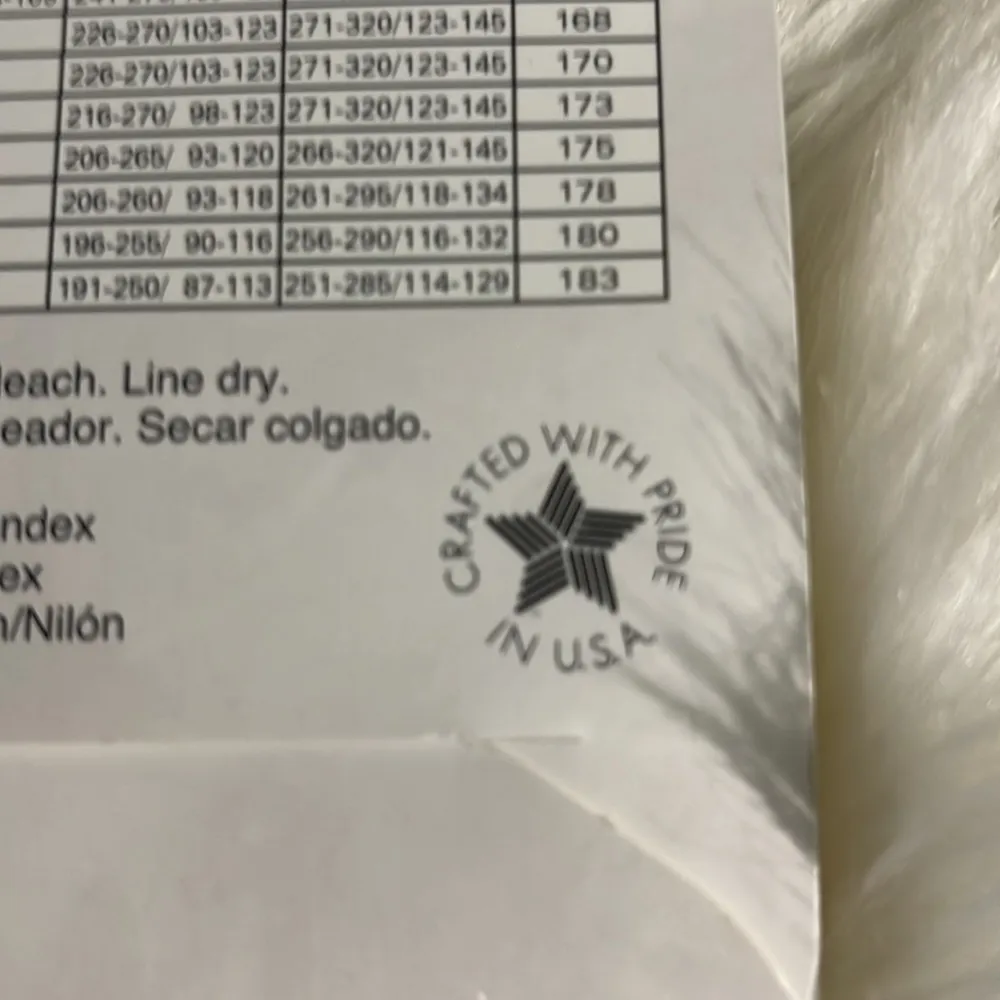 226-270/103-123 271-320/123-145 168
226-270/103-123 271-320/123-145 170
216-270/ 98-123 271-320/123-145 173
206-265/ 93-120 266-320/121-145 175
206-260/ 93-118 261-295/118-134 178
196-255/ 90-116 256-290/116-132 180
191-250/ 87-113 251-285/114-129 183
leach. Line dry.
eador. Secar colgado.
ndex
ex
n/Nilón
CRAFTED WITH PRIDE
IN U.S.A.